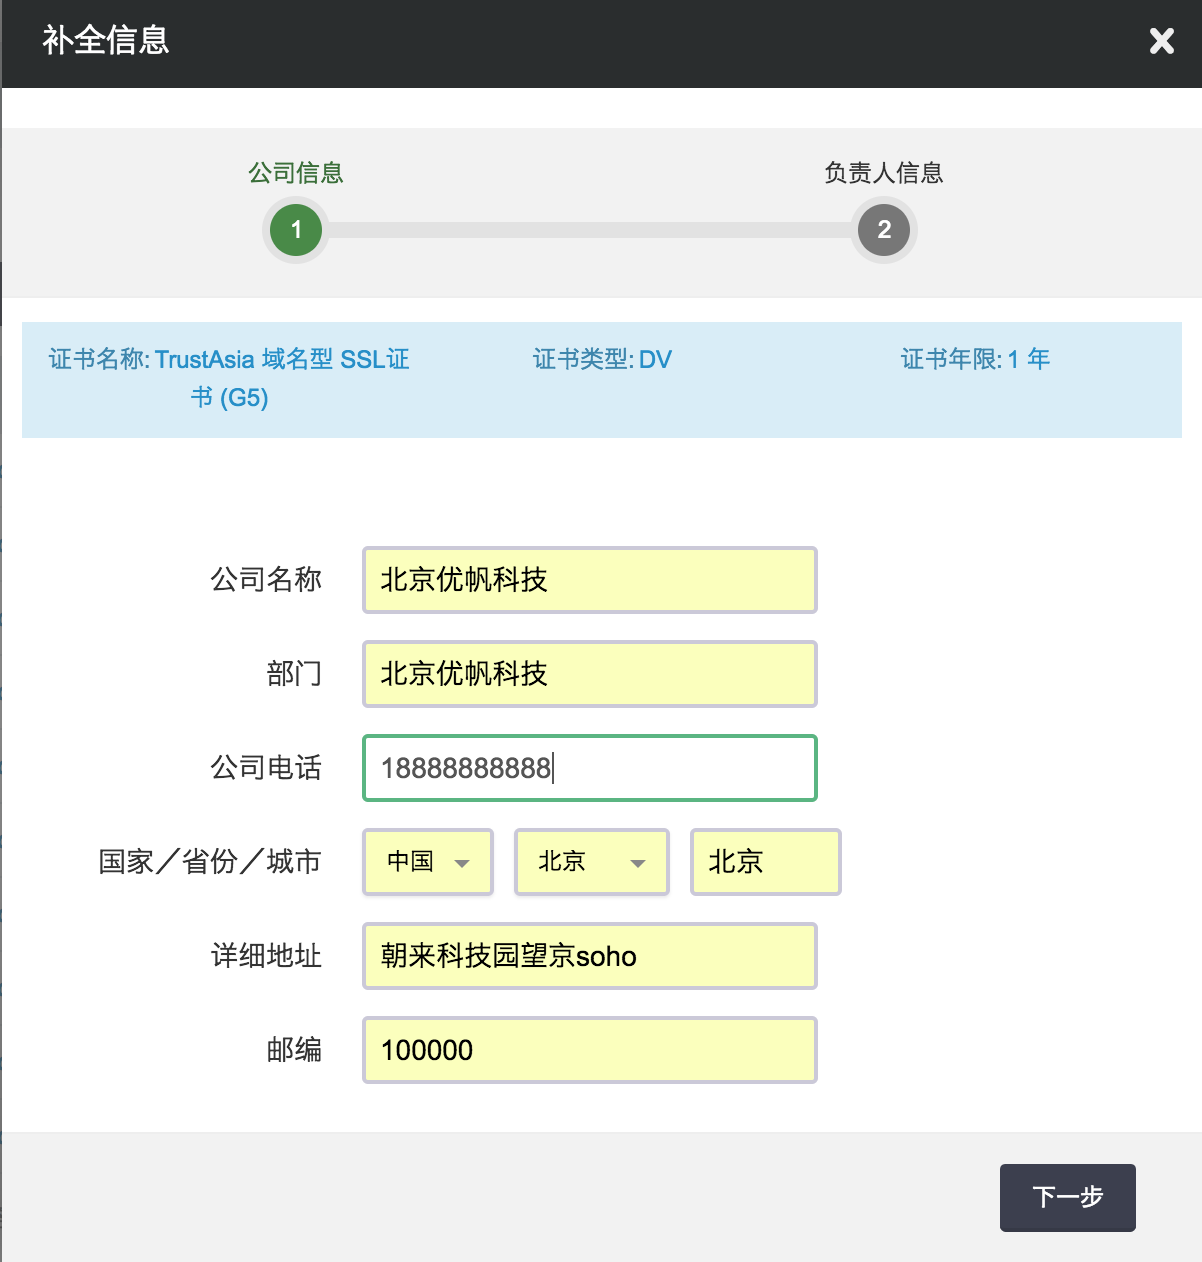 补全信息
公司信息
负责人信息
1
2
证书名称: TrustAsia 域名型 SSL证
书 (G5)
证书类型: DV
证书年限: 1 年
公司名称 北京优帆科技
部门 北京优帆科技
公司电话 18888888888
国家／省份／城市 中国 北京 北京
详细地址 朝来科技园望京soho
邮编 100000
下一步